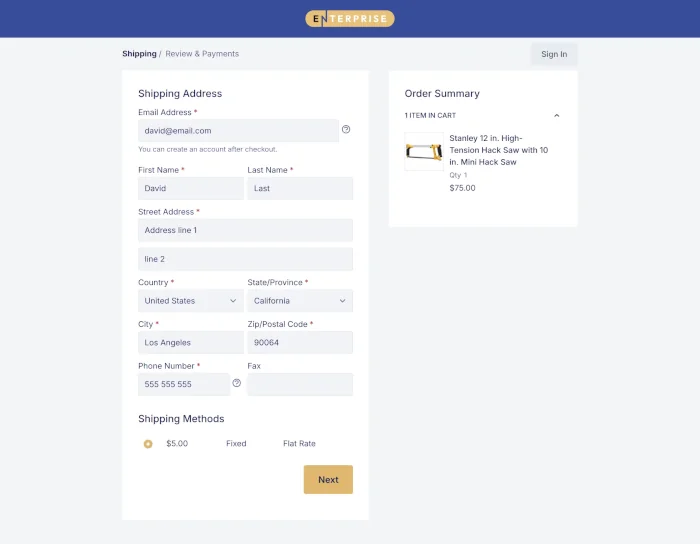 ENTERPRISE
Shipping / Review & Payments
Sign In
Shipping Address
Email Address *
david@email.com
You can create an account after checkout.
First Name *
Last Name *
David
Last
Street Address *
Address line 1
line 2
Country *
State/Province *
United States
California
City *
Zip/Postal Code *
Los Angeles
90064
Phone Number *
Fax
555 555 555
Shipping Methods
$5.00
Fixed
Flat Rate
Next
Order Summary
1 ITEM IN CART
Stanley 12 in. High-
Tension Hack Saw with 10
in. Mini Hack Saw
Qty 1
$75.00